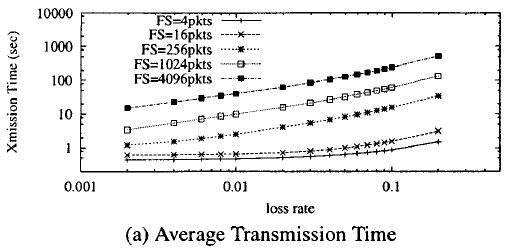 10000
1000
100
10
1
Xmission Time (sec)
FS=4pkts
FS=16pkts
FS=256pkts
FS=1024pkts
FS=4096pkts
0.001
0.01
0.1
loss rate
(a) Average Transmission Time